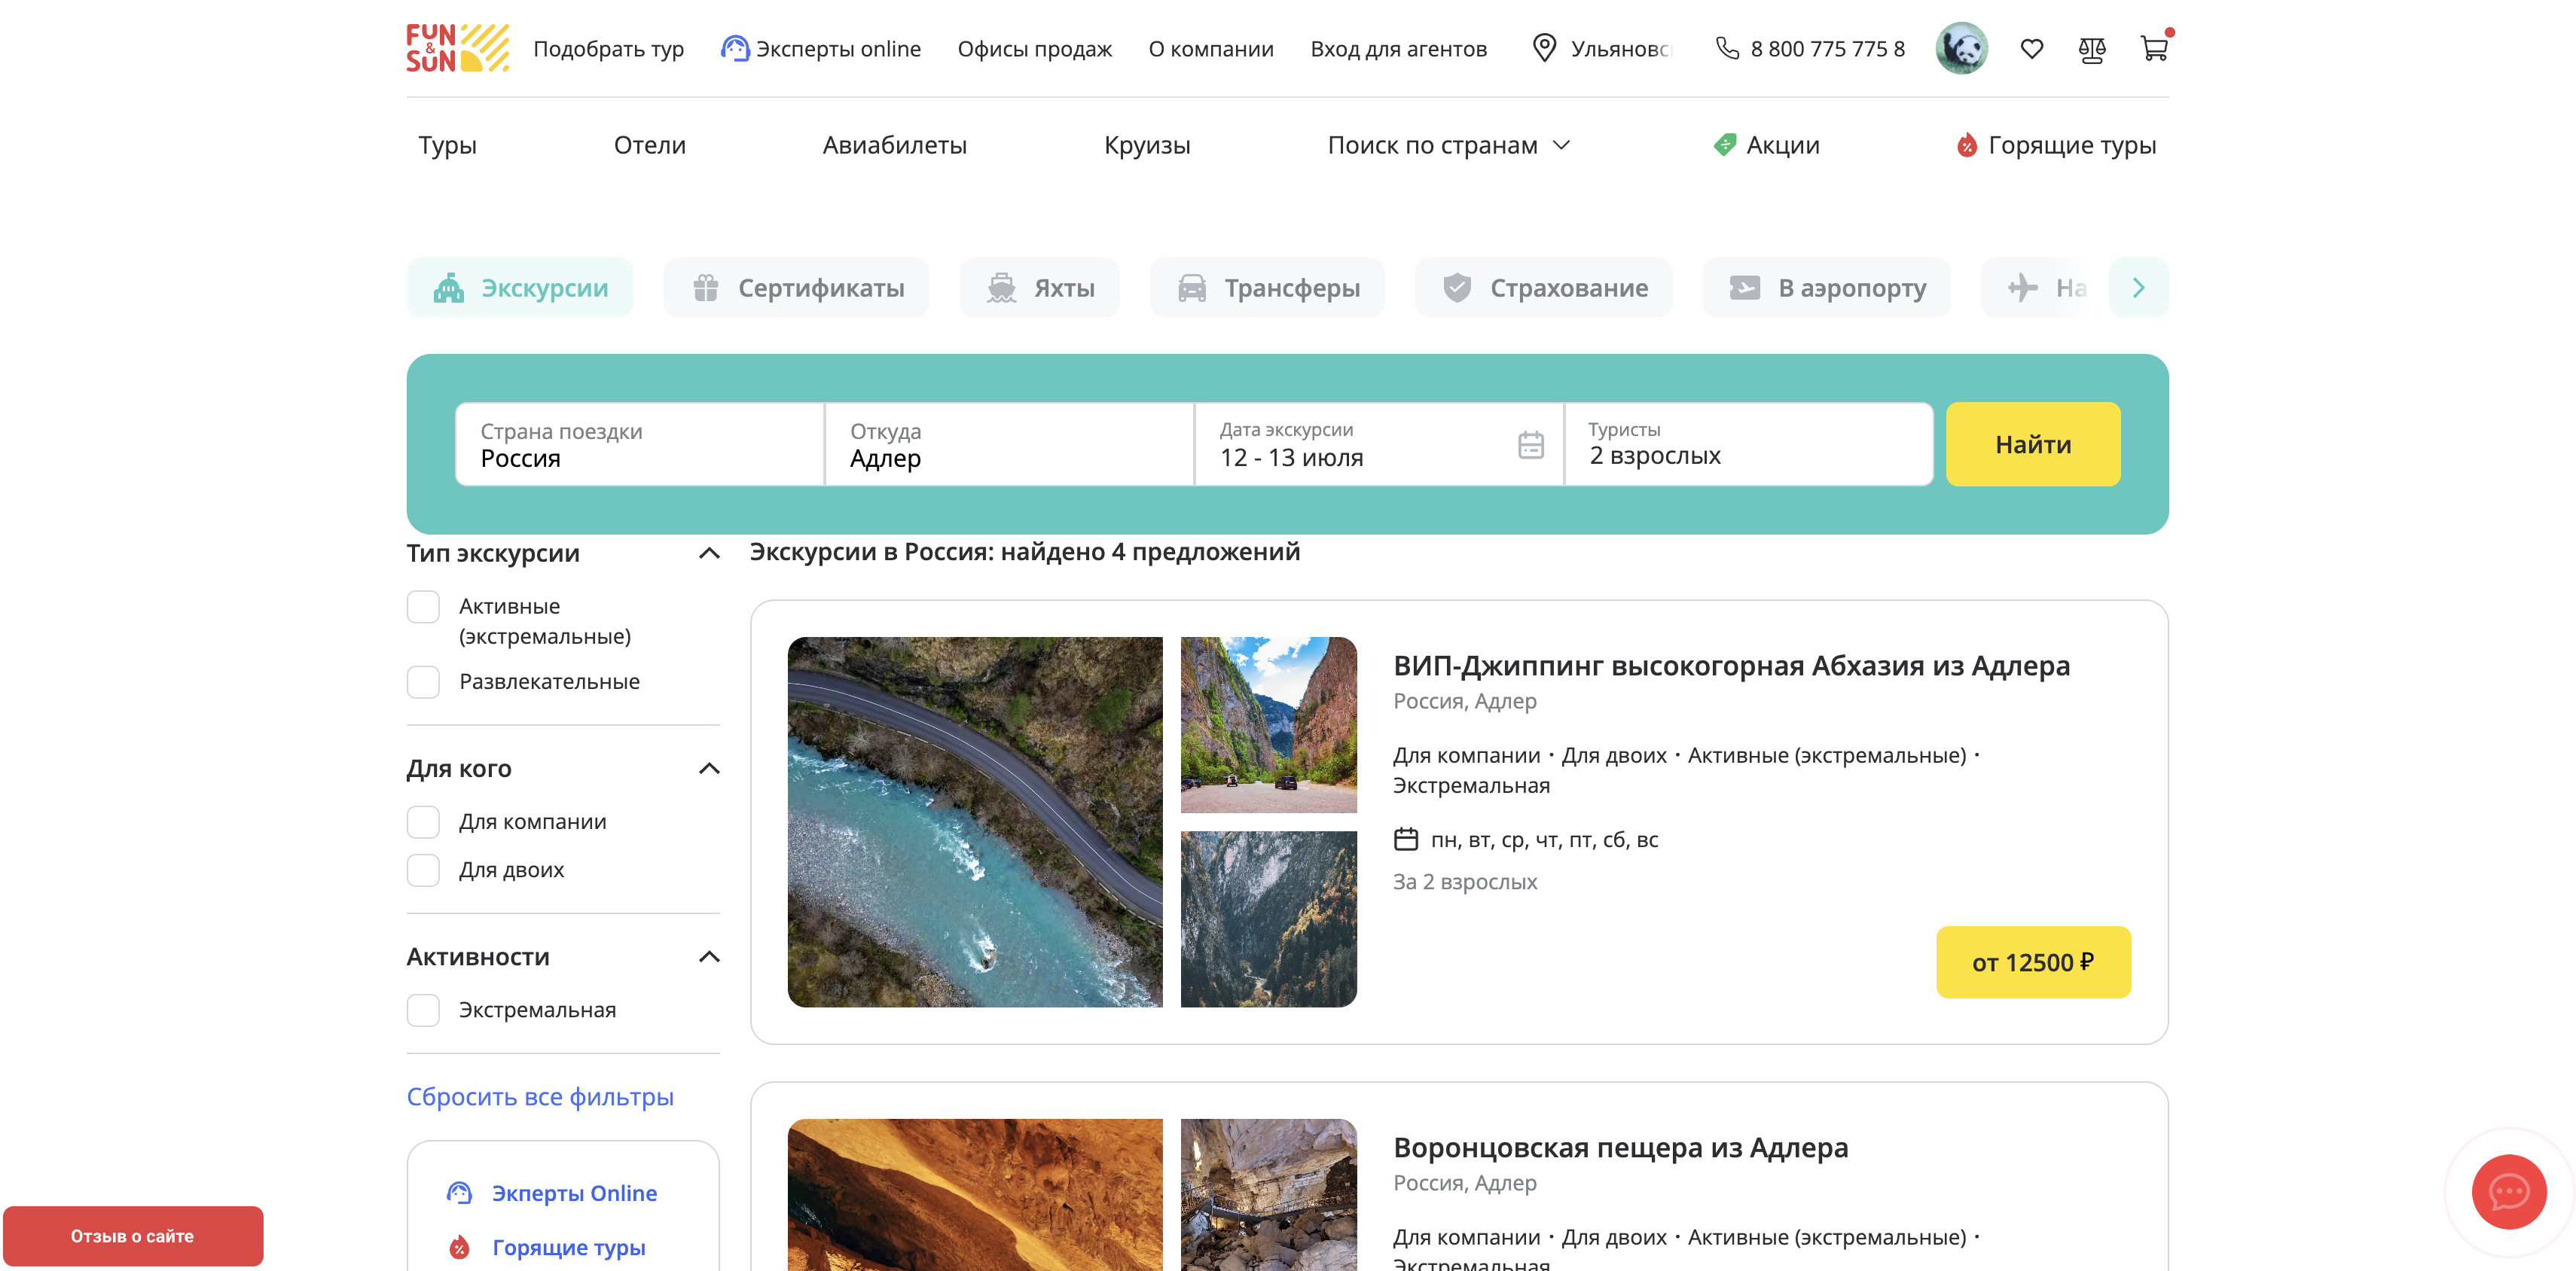 FUN & SUN
Подобрать тур
Эксперты online
Офисы продаж
О компании
Вход для агентов
Ульяновс
8 800 775 775 8
Туры
Отели
Авиабилеты
Круизы
Поиск по странам
Акции
Горящие туры
Экскурсии
Сертификаты
Яхты
Трансферы
Страхование
В аэропорту
На
Страна поездки
Россия
Откуда
Адлер
Дата экскурсии
12 - 13 июля
Туристы
2 взрослых
Найти
Тип экскурсии
Активные
(экстремальные)
Развлекательные
Для кого
Для компании
Для двоих
Активности
Экстремальная
Сбросить все фильтры
Экперты Online
Горящие туры
Отзыв о сайте
Экскурсии в Россия: найдено 4 предложений
ВИП-Джиппинг высокогорная Абхазия из Адлера
Россия, Адлер
Для компании · Для двоих · Активные (экстремальные) ·
Экстремальная
пн, вт, ср, чт, пт, сб, вс
За 2 взрослых
от 12500 ₽
Воронцовская пещера из Адлера
Россия, Адлер
Для компании · Для двоих · Активные (экстремальные) ·
Экстремальная